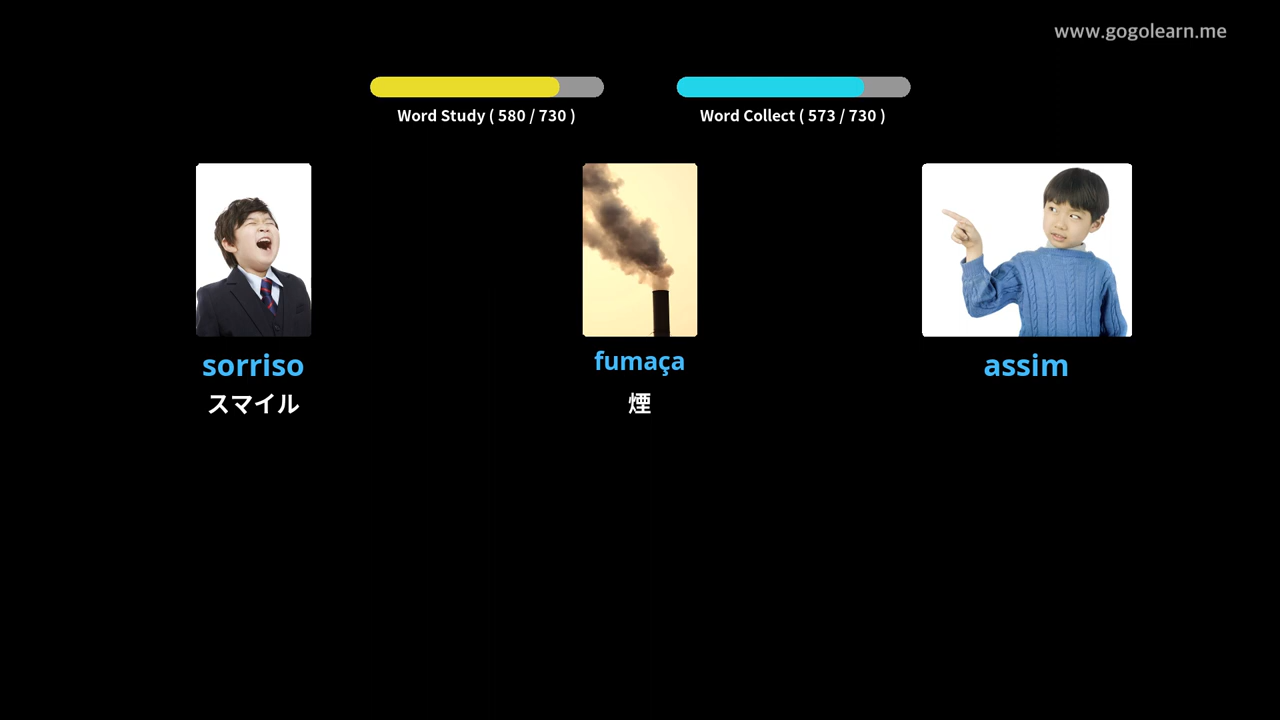 www.gogolearn.me
Word Study ( 580 / 730 )
Word Collect ( 573 / 730 )
sorriso
fumaça
assim
スマイル
煙